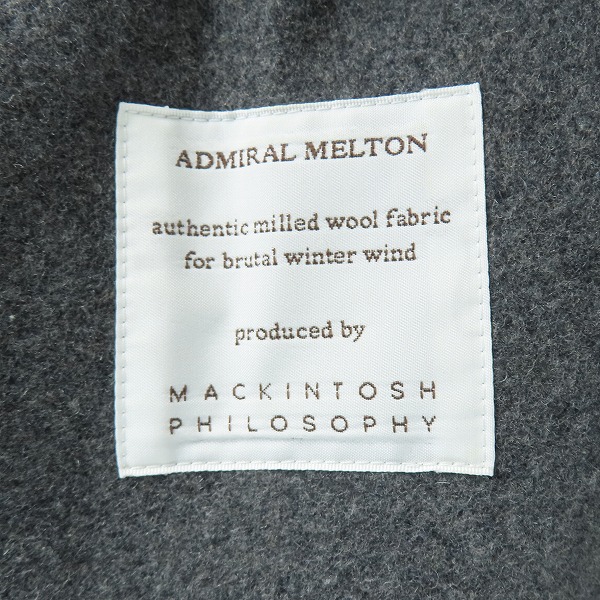 ADMIRAL MELTON
authentic milled wool fabric
for brutal winter wind
produced by
MACKINTOSH
PHILOSOPHY